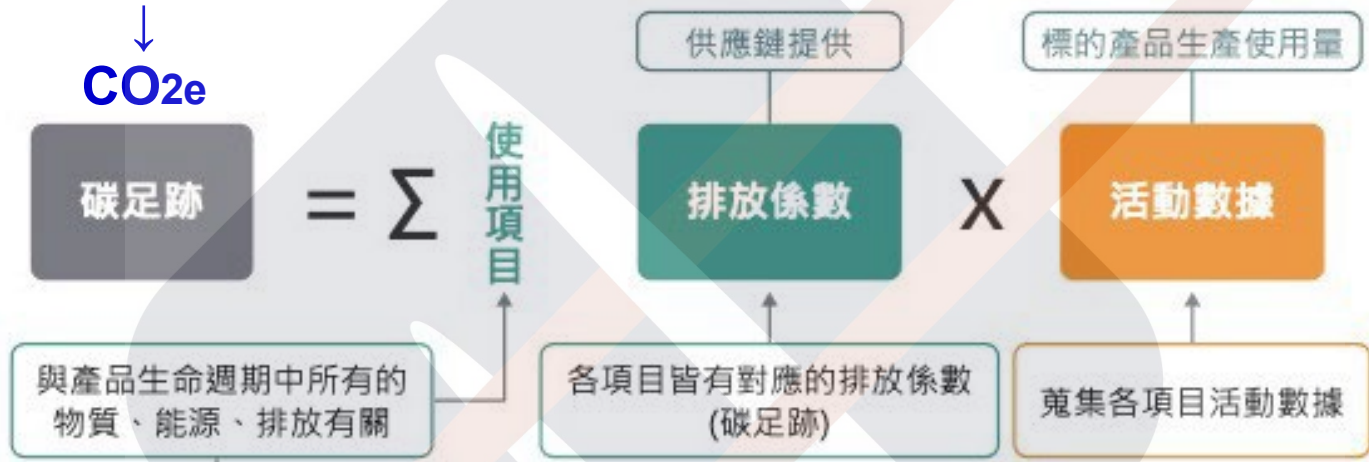 ↓
CO2e
供應鏈提供
標的產品生產使用量
碳足跡
= Σ
使用項目
排放係數
X
活動數據
與產品生命週期中所有的
物質、能源、排放有關
各項目皆有對應的排放係數
(碳足跡)
蒐集各項目活動數據